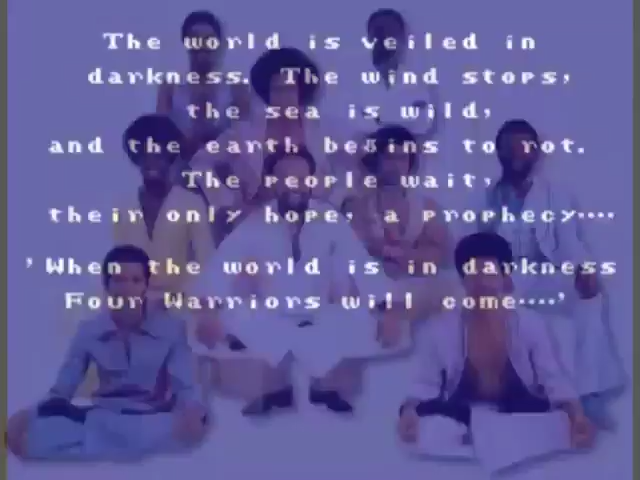 The world is veiled in
darkness. The wind stops,
the sea is wild,
and the earth begins to rot.
The people wait,
their only hope, a prophecy....
'When the world is in darkness
Four Warriors will come....'